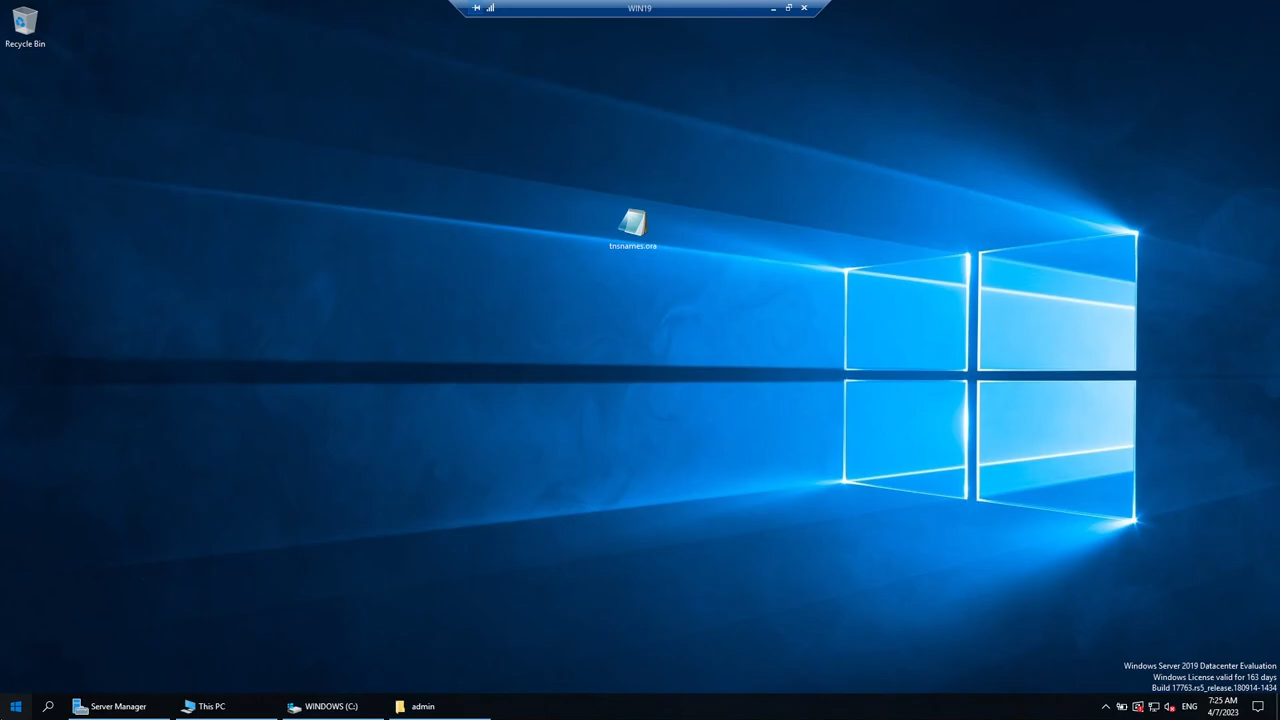 WIN19
Recycle Bin
tnsnames.ora
Windows Server 2019 Datacenter Evaluation
Windows License valid for 163 days
Build 17763.rs5_release.180914-1434
Server Manager
This PC
WINDOWS (C:)
admin
ENG
7:25 AM
4/7/2023